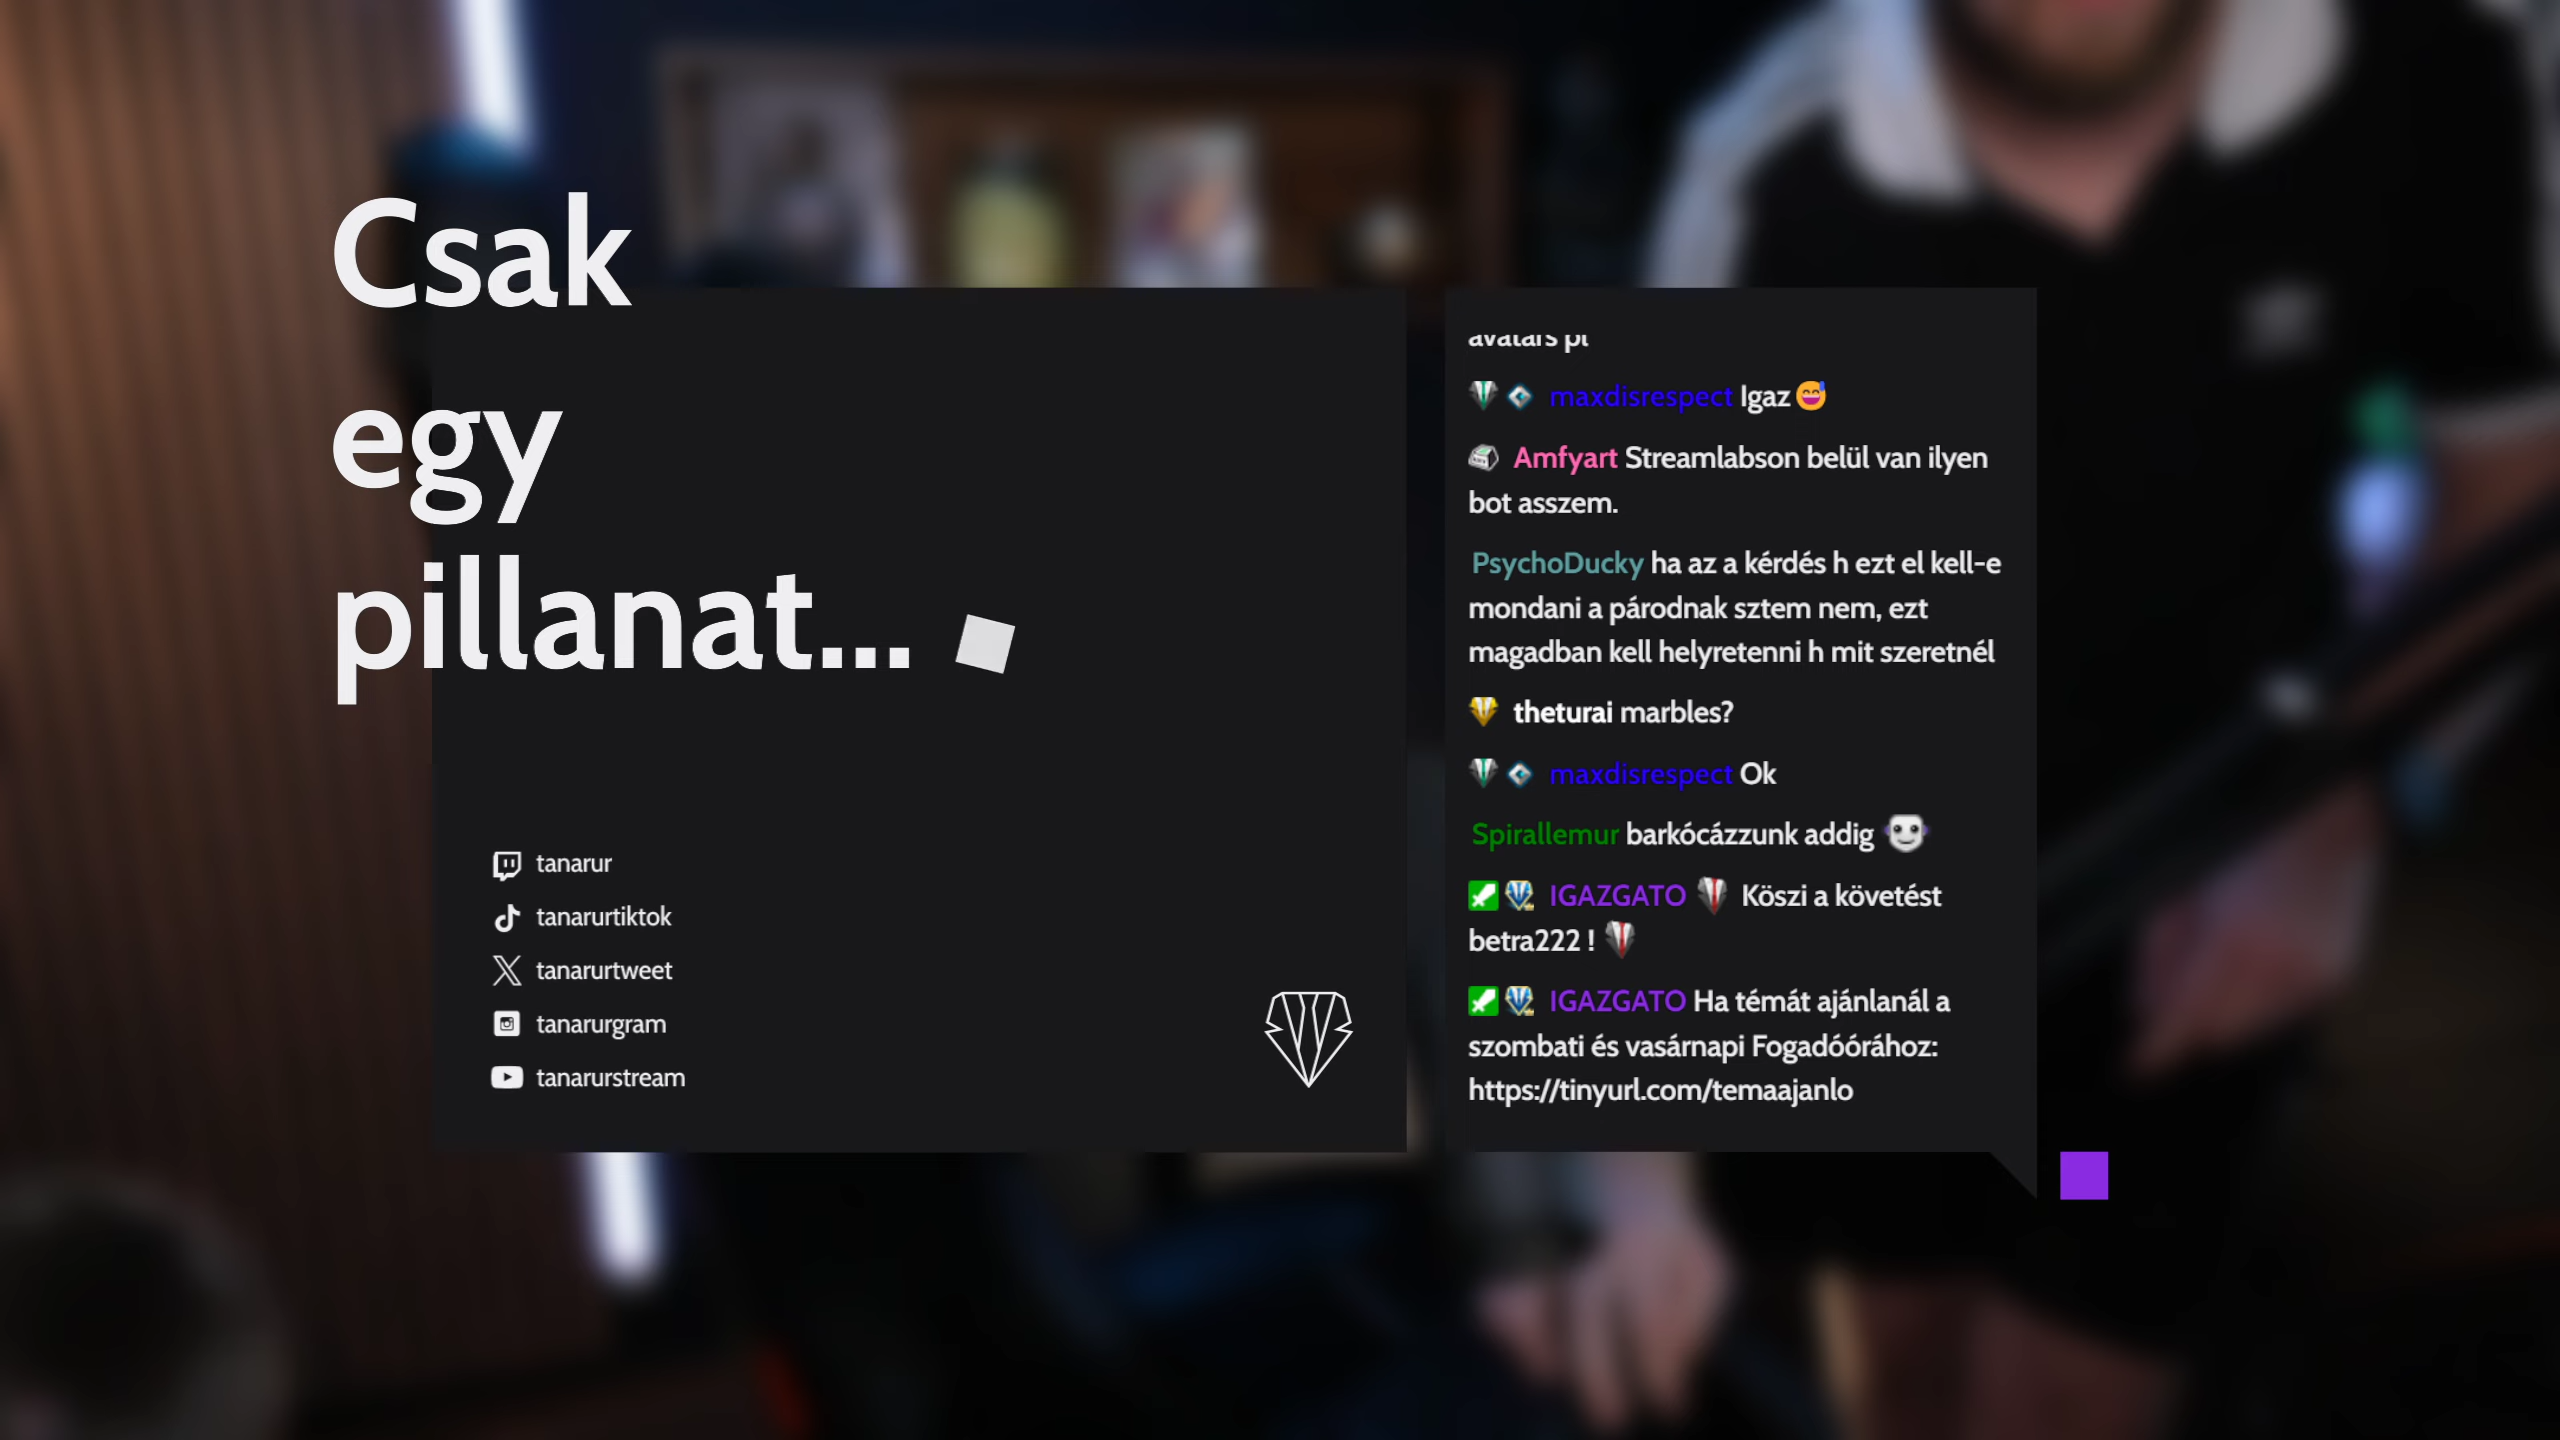 Csak
egy
pillanat...
tanarur
tanarurtiktok
tanarurtweet
tanarurgram
tanarurstream
avatars pl
maxdisrespect Igaz
Amfyart Streamlabson belül van ilyen
bot asszem.
PsychoDucky ha az a kérdés h ezt el kell-e
mondani a párodnak sztem nem, ezt
magadban kell helyretenni h mit szeretnél
theturai marbles?
maxdisrespect Ok
Spirallemur barkócázzunk addig
IGAZGATO Köszi a követést
betra222 !
IGAZGATO Ha témát ajánlanál a
szombati és vasárnapi Fogadóórához:
https://tinyurl.com/temaajanlo